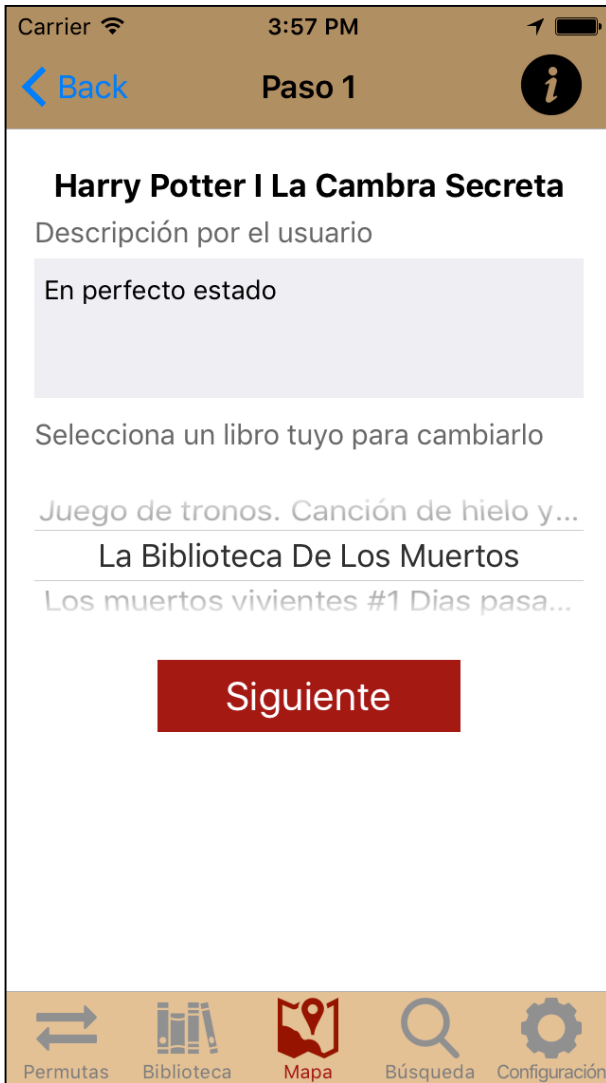 Carrier 3:57 PM
Back Paso 1 i
Harry Potter I La Cambra Secreta
Descripción por el usuario
En perfecto estado
Selecciona un libro tuyo para cambiarlo
Juego de tronos. Canción de hielo y...
La Biblioteca De Los Muertos
Los muertos vivientes #1 Dias pasa...
Siguiente
Permutas Biblioteca Mapa Búsqueda Configuración